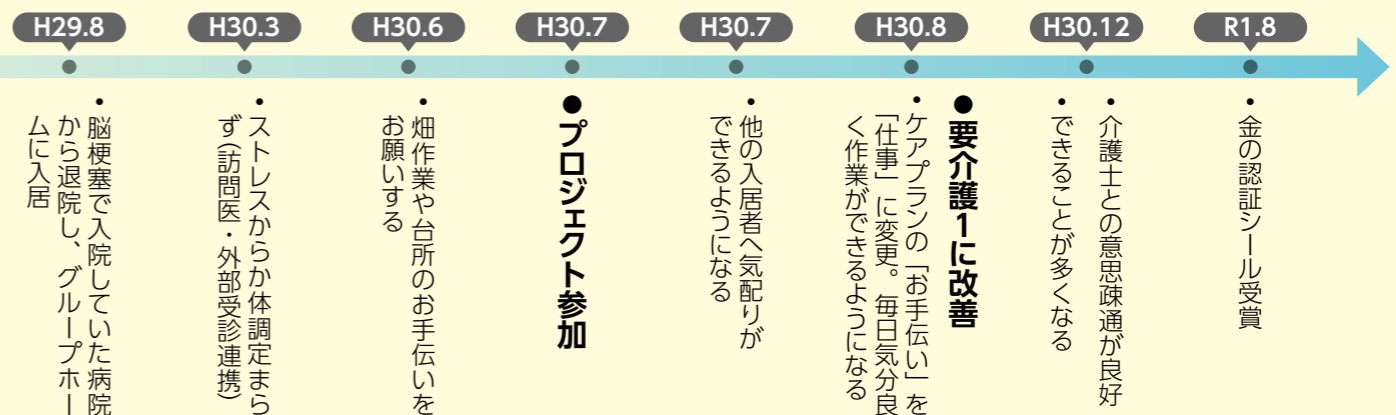 H29.8
・脳梗塞で入院していた病院
から退院し、グループホー
ムに入居
H30.3
・ストレスからか体調定まら
ず(訪問医・外部受診連携)
H30.6
・畑作業や台所のお手伝いを
お願いする
H30.7
●プロジェクト参加
H30.7
・他の入居者へ気配りが
できるようになる
H30.8
●要介護1に改善
・ケアプランの「お手伝い」を
「仕事」に変更。毎日気分良
く作業ができるようになる
H30.12
・介護士との意思疎通が良好
・できることが多くなる
R1.8
・金の認証シール受賞